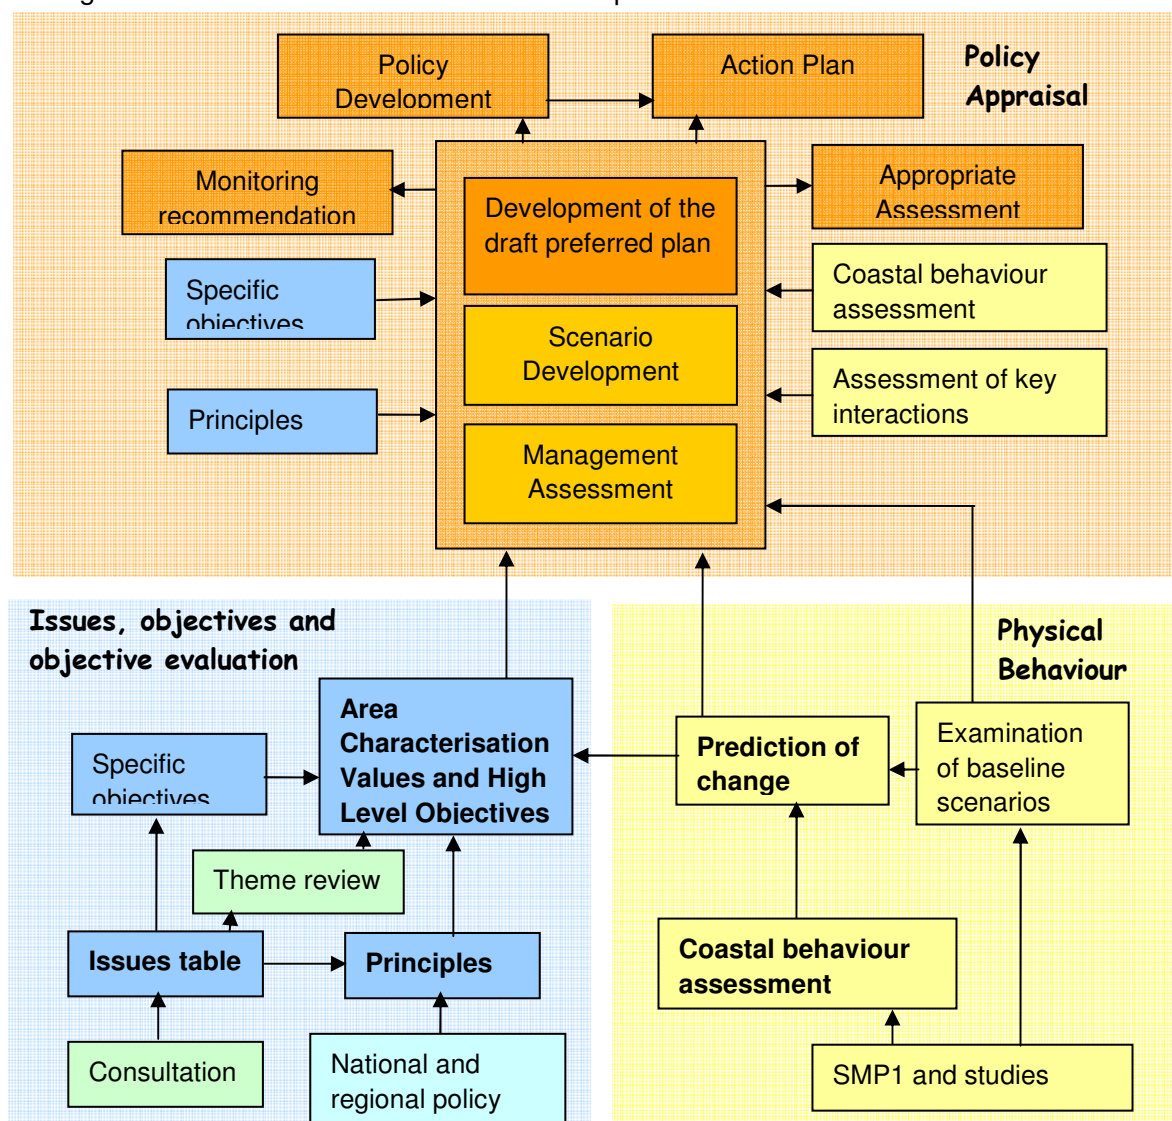 Policy
Appraisal
Policy
Development
Action Plan
Monitoring
recommendation
Development of the
draft preferred plan
Appropriate
Assessment
Specific
objectives
Coastal behaviour
assessment
Scenario
Development
Principles
Assessment of key
interactions
Management
Assessment
Issues, objectives and
objective evaluation
Physical
Behaviour
Area
Characterisation
Values and High
Level Objectives
Specific
objectives
Prediction of
change
Examination
of baseline
scenarios
Theme review
Issues table
Principles
Coastal behaviour
assessment
Consultation
National and
regional policy
SMP1 and studies